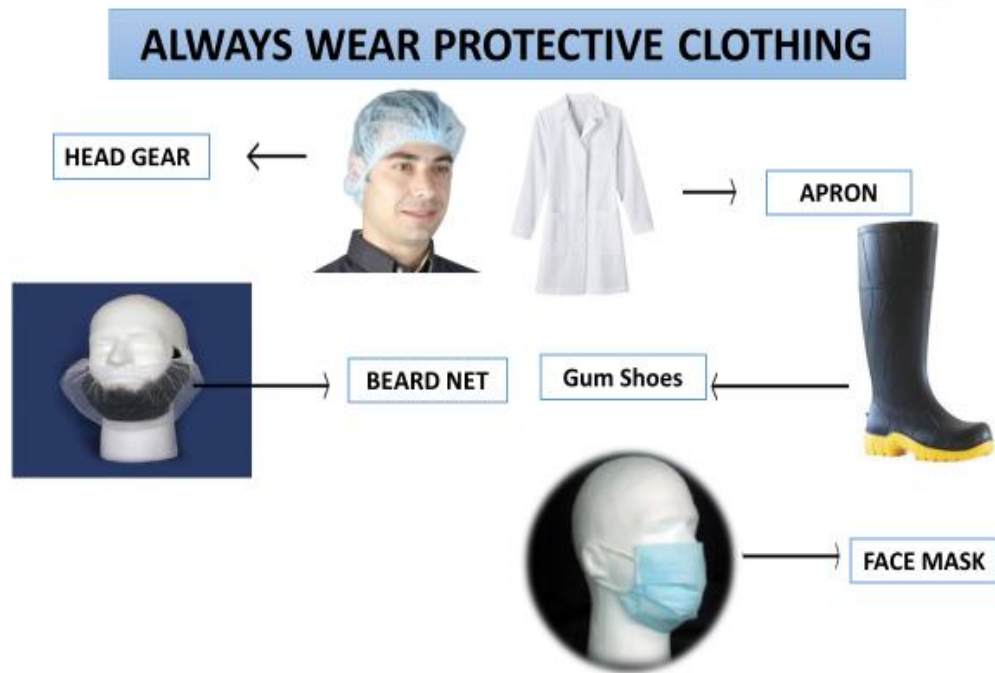 ALWAYS WEAR PROTECTIVE CLOTHING
HEAD GEAR
APRON
BEARD NET
Gum Shoes
FACE MASK